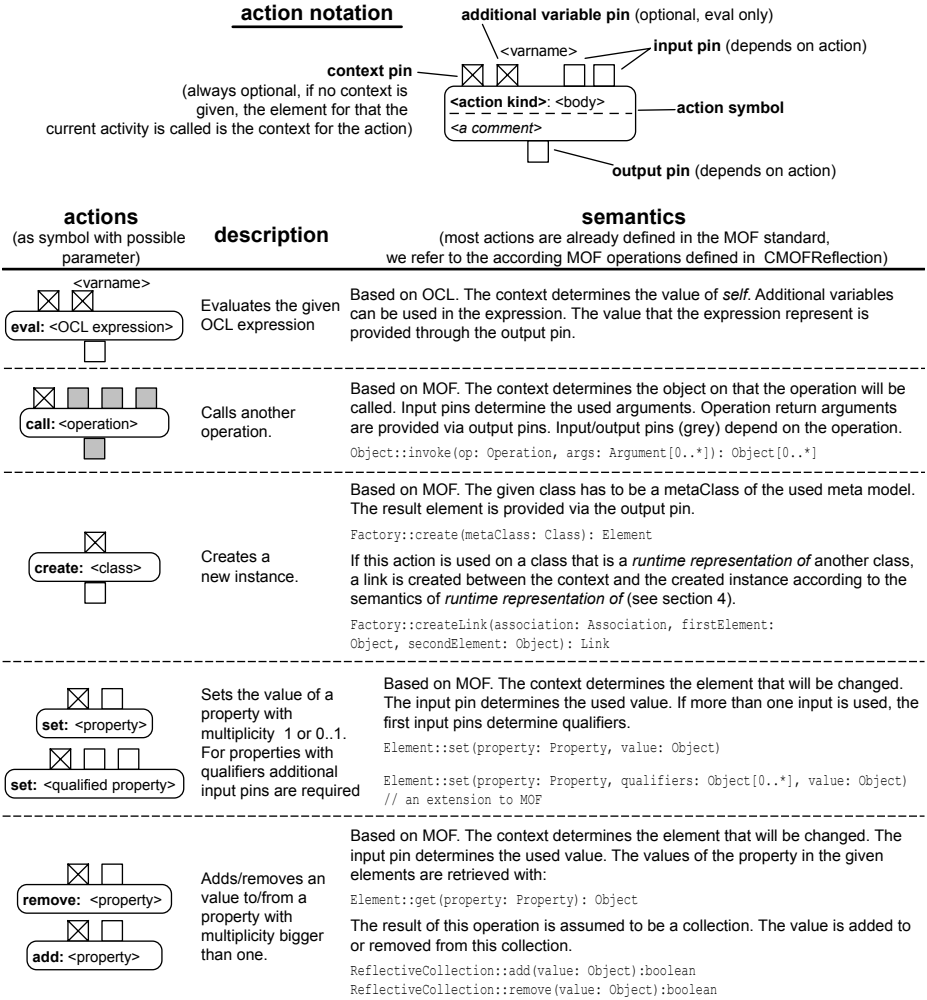 action notation
additional variable pin (optional, eval only)
<varname>
input pin (depends on action)
context pin
(always optional, if no context is
given, the element for that the
current activity is called is the context for the action)
<action kind>: <body>
<a comment>
action symbol
output pin (depends on action)
actions
(as symbol with possible
parameter)
description
semantics
(most actions are already defined in the MOF standard,
we refer to the according MOF operations defined in CMOFReflection)
<varname>
eval: <OCL expression>
Evaluates the given
OCL expression
Based on OCL. The context determines the value of self. Additional variables
can be used in the expression. The value that the expression represent is
provided through the output pin.
call: <operation>
Calls another
operation.
Based on MOF. The context determines the object on that the operation will be
called. Input pins determine the used arguments. Operation return arguments
are provided via output pins. Input/output pins (grey) depend on the operation.
Object::invoke(op: Operation, args: Argument[0..*]): Object[0..*]
create: <class>
Creates a
new instance.
Based on MOF. The given class has to be a metaClass of the used meta model.
The result element is provided via the output pin.
Factory::create(metaClass: Class): Element
If this action is used on a class that is a runtime representation of another class,
a link is created between the context and the created instance according to the
semantics of runtime representation of (see section 4).
Factory::createLink(association: Association, firstElement:
Object, secondElement: Object): Link
set: <property>
set: <qualified property>
Sets the value of a
property with
multiplicity 1 or 0..1.
For properties with
qualifiers additional
input pins are required
Based on MOF. The context determines the element that will be changed.
The input pin determines the used value. If more than one input is used, the
first input pins determine qualifiers.
Element::set(property: Property, value: Object)
Element::set(property: Property, qualifiers: Object[0..*], value: Object)
// an extension to MOF
remove: <property>
add: <property>
Adds/removes an
value to/from a
property with
multiplicity bigger
than one.
Based on MOF. The context determines the element that will be changed. The
input pin determines the used value. The values of the property in the given
elements are retrieved with:
Element::get(property: Property): Object
The result of this operation is assumed to be a collection. The value is added to
or removed from this collection.
ReflectiveCollection::add(value: Object):boolean
ReflectiveCollection::remove(value: Object):boolean